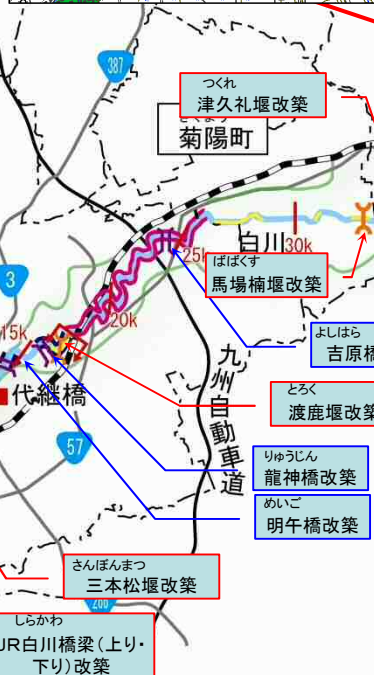 387
つくれ
津久礼堰改築
菊陽町
25k
白川
30k
ばばくす
馬場楠堰改築
3
15k
20k
よしはら
吉原橋
代継橋
九州自動車道
とろく
渡鹿堰改築
57
りゅうじん
龍神橋改築
めいご
明午橋改築
さんぼんまつ
三本松堰改築
しらかわ
JR白川橋梁(上り・
下り)改築